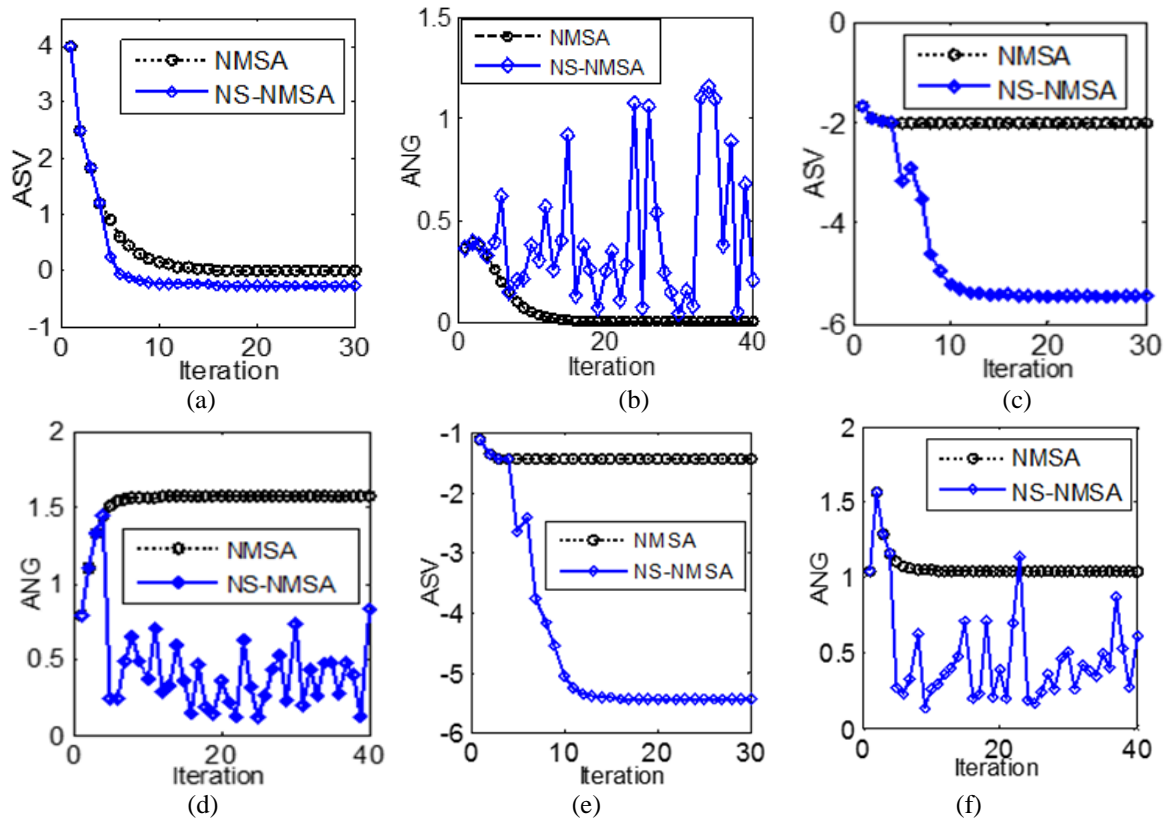 4
3
2
1
0
-1
0
10
20
30
ASV
Iteration
NMSA
NS-NMSA
(a)
1.5
1
0.5
0
0
20
40
ANG
Iteration
NMSA
NS-NMSA
(b)
0
-2
-4
-6
0
10
20
30
ASV
Iteration
NMSA
NS-NMSA
(c)
2
1.5
1
0.5
0
0
20
40
ANG
Iteration
NMSA
NS-NMSA
(d)
-1
-2
-3
-4
-5
-6
0
10
20
30
ASV
Iteration
NMSA
NS-NMSA
(e)
2
1.5
1
0.5
0
0
20
40
ANG
Iteration
NMSA
NS-NMSA
(f)